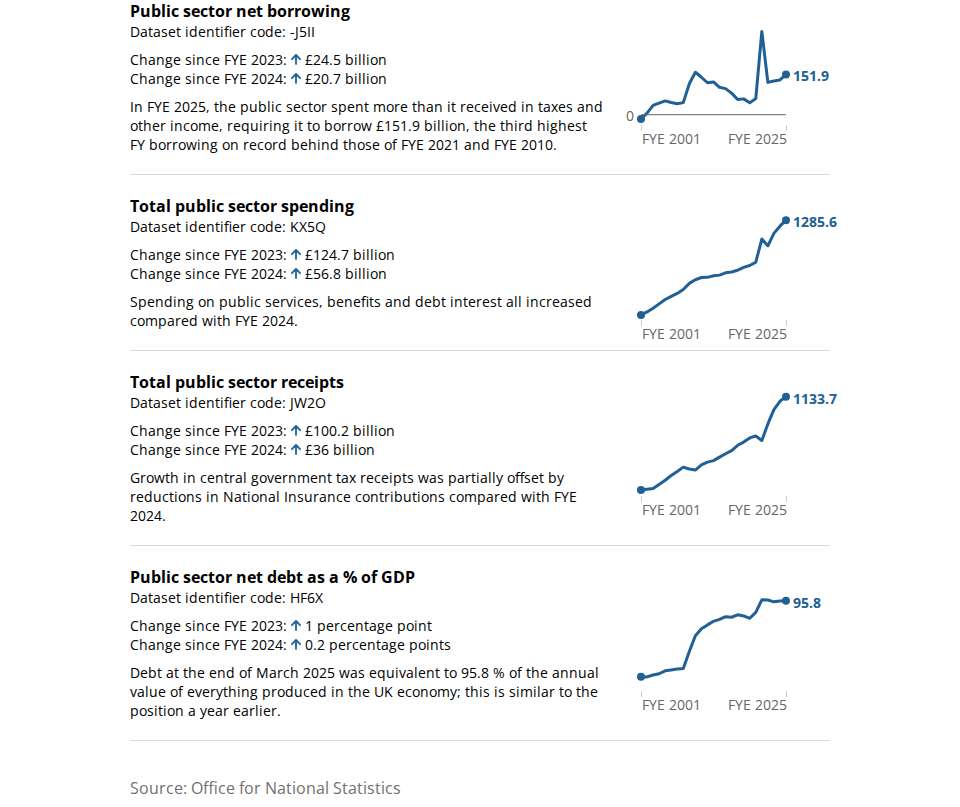 Public sector net borrowing
Dataset identifier code: -J5II
Change since FYE 2023: ↑ £24.5 billion
Change since FYE 2024: ↑ £20.7 billion
In FYE 2025, the public sector spent more than it received in taxes and
other income, requiring it to borrow £151.9 billion, the third highest
FY borrowing on record behind those of FYE 2021 and FYE 2010.
151.9
0
FYE 2001 FYE 2025
Total public sector spending
Dataset identifier code: KX5Q
Change since FYE 2023: ↑ £124.7 billion
Change since FYE 2024: ↑ £56.8 billion
Spending on public services, benefits and debt interest all increased
compared with FYE 2024.
1285.6
FYE 2001 FYE 2025
Total public sector receipts
Dataset identifier code: JW2O
Change since FYE 2023: ↑ £100.2 billion
Change since FYE 2024: ↑ £36 billion
Growth in central government tax receipts was partially offset by
reductions in National Insurance contributions compared with FYE
2024.
1133.7
FYE 2001 FYE 2025
Public sector net debt as a % of GDP
Dataset identifier code: HF6X
Change since FYE 2023: ↑ 1 percentage point
Change since FYE 2024: ↑ 0.2 percentage points
Debt at the end of March 2025 was equivalent to 95.8 % of the annual
value of everything produced in the UK economy; this is similar to the
position a year earlier.
95.8
FYE 2001 FYE 2025
Source: Office for National Statistics